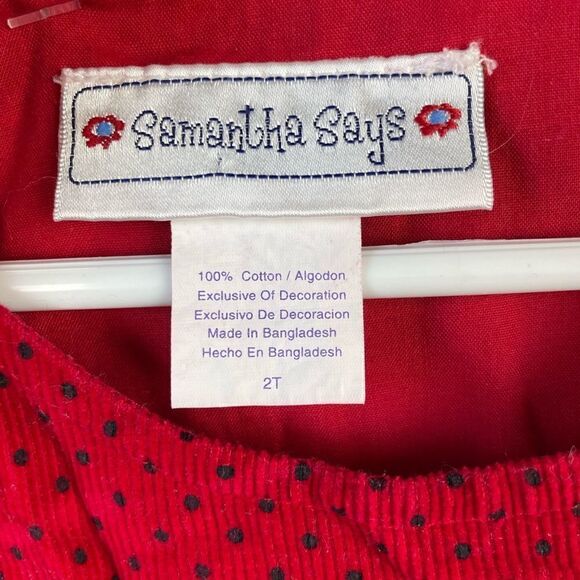 Samantha Says
100% Cotton / Algodon
Exclusive Of Decoration
Exclusivo De Decoracion
Made In Bangladesh
Hecho En Bangladesh
2T